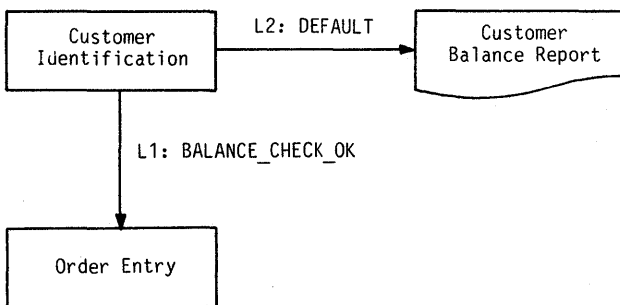 Customer
Identification
L2: DEFAULT
Customer
Balance Report
L1: BALANCE_CHECK_OK
Order Entry